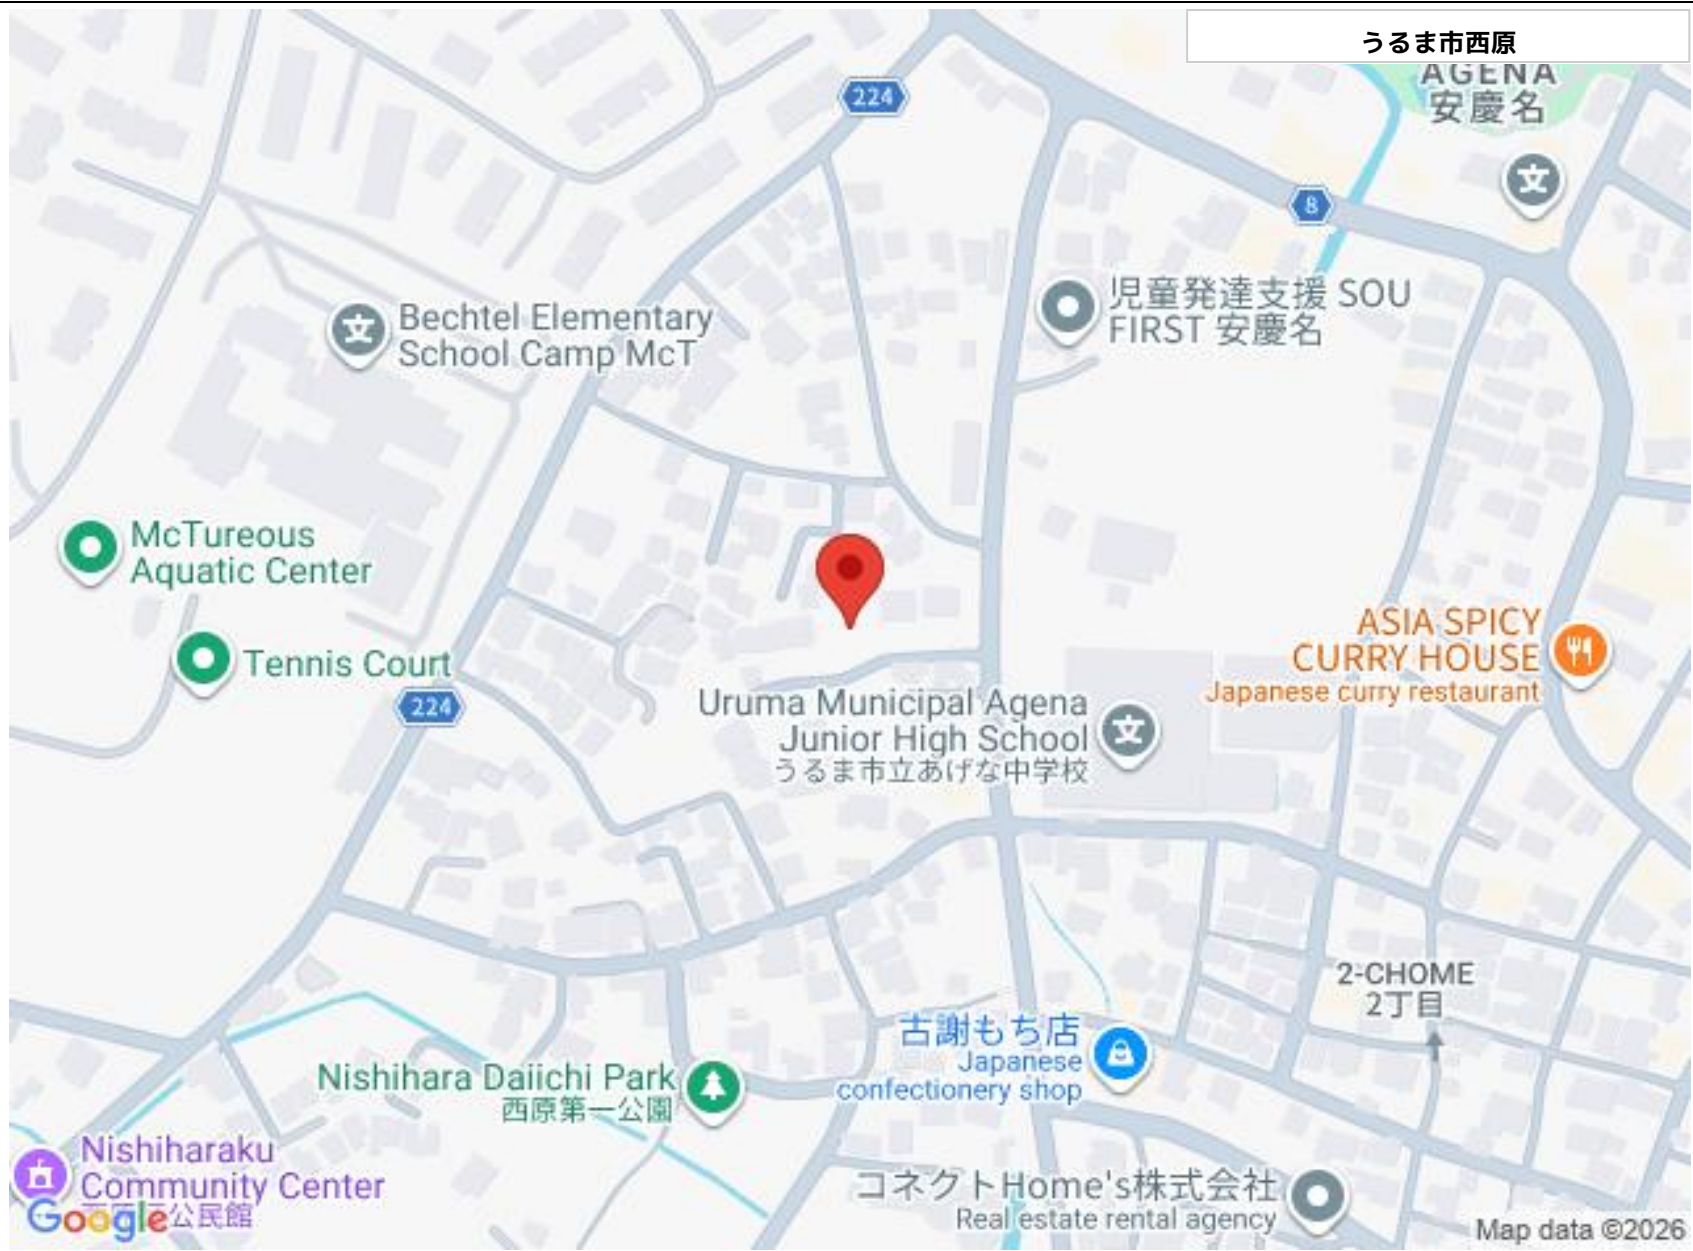 うるま市西原
AGENA
安慶名
224
8
児童発達支援 SOU
FIRST 安慶名
Bechtel Elementary
School Camp McT
文
文
McTureous
Aquatic Center
ASIA SPICY
CURRY HOUSE
Japanese curry restaurant
Tennis Court
224
Uruma Municipal Agena
Junior High School
うるま市立あげな中学校
文
2-CHOME
2丁目
古謝もち店
Japanese
confectionery shop
Nishihara Daiichi Park
西原第一公園
Nishiharaku
Community Center
公民館
Google
コネクトHome's株式会社
Real estate rental agency
Map data ©2026